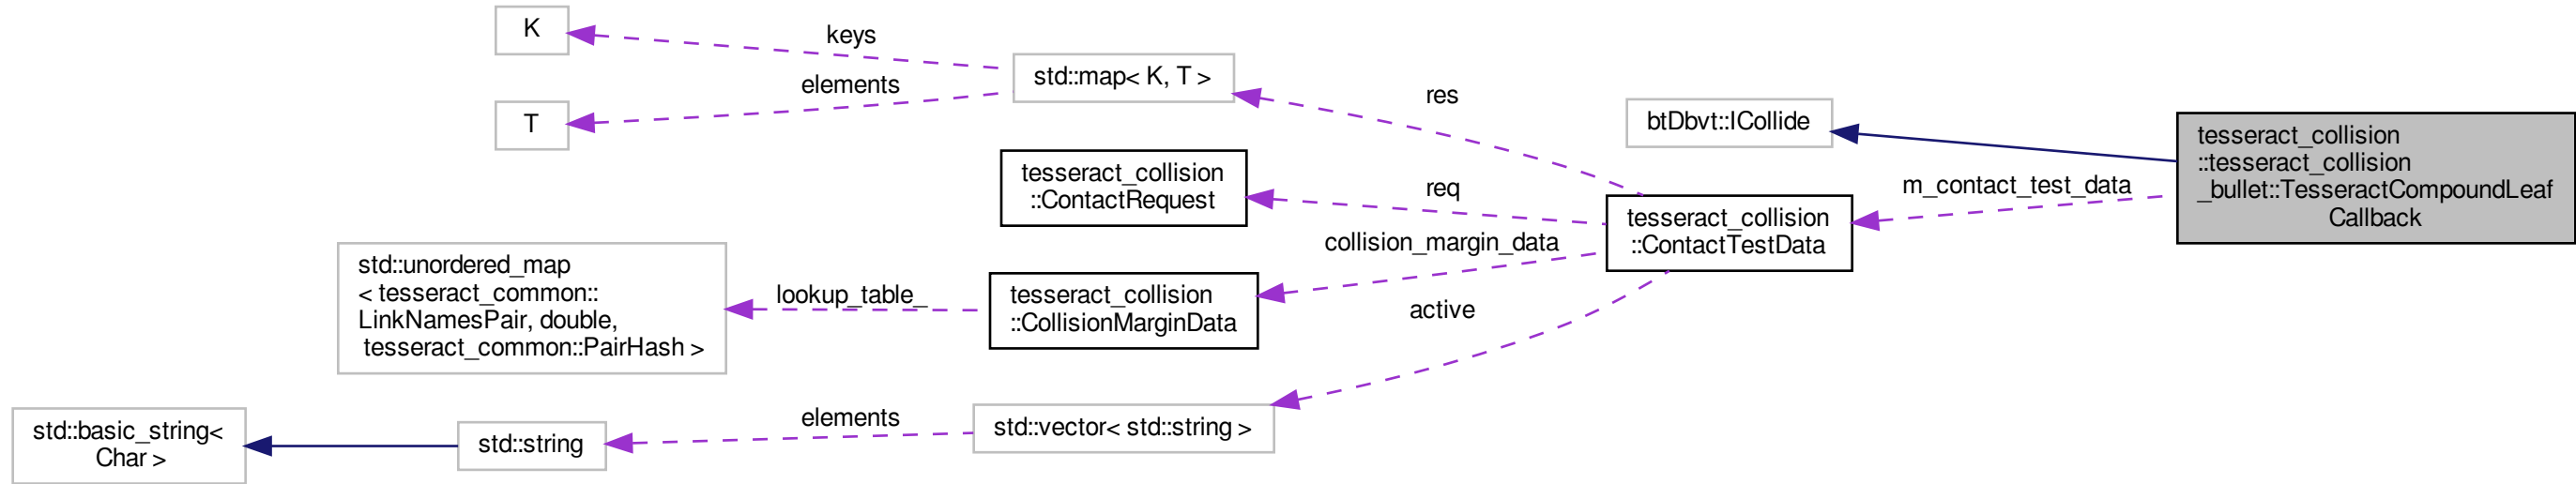 K
keys
std::map< K, T >
elements
T
res
btDbvt::ICollide
tesseract_collision
::tesseract_collision
_bullet::TesseractCompoundLeaf
Callback
tesseract_collision
::ContactRequest
req
m_contact_test_data
tesseract_collision
::ContactTestData
collision_margin_data
std::unordered_map
< tesseract_common::
LinkNamesPair, double,
tesseract_common::PairHash >
lookup_table_
tesseract_collision
::CollisionMarginData
active
std::basic_string<
Char >
std::string
elements
std::vector< std::string >